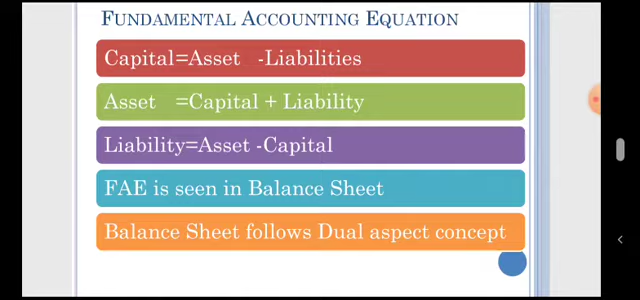 FUNDAMENTAL ACCOUNTING EQUATION
Capital=Asset -Liabilities
Asset =Capital + Liability
Liability=Asset -Capital
FAE is seen in Balance Sheet
Balance Sheet follows Dual aspect concept